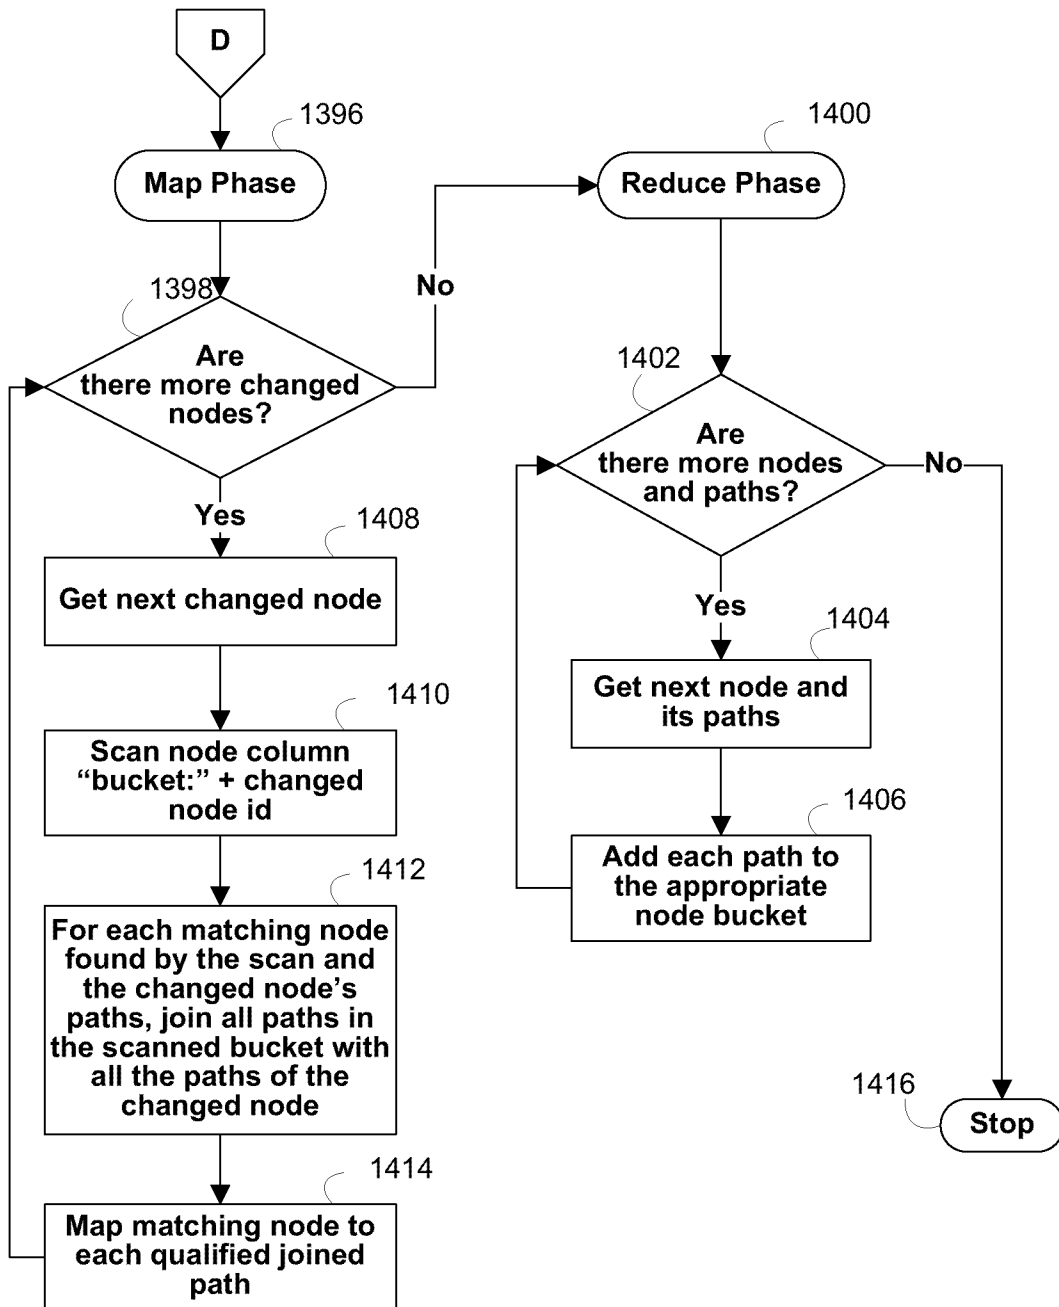 D
1396
Map Phase
1398
Are
there more changed
nodes?
No
Yes
1408
Get next changed node
1410
Scan node column
“bucket:” + changed
node id
1412
For each matching node
found by the scan and
the changed node’s
paths, join all paths in
the scanned bucket with
all the paths of the
changed node
1414
Map matching node to
each qualified joined
path
1400
Reduce Phase
1402
Are
there more nodes
and paths?
No
Yes
1404
Get next node and
its paths
1406
Add each path to
the appropriate
node bucket
1416
Stop